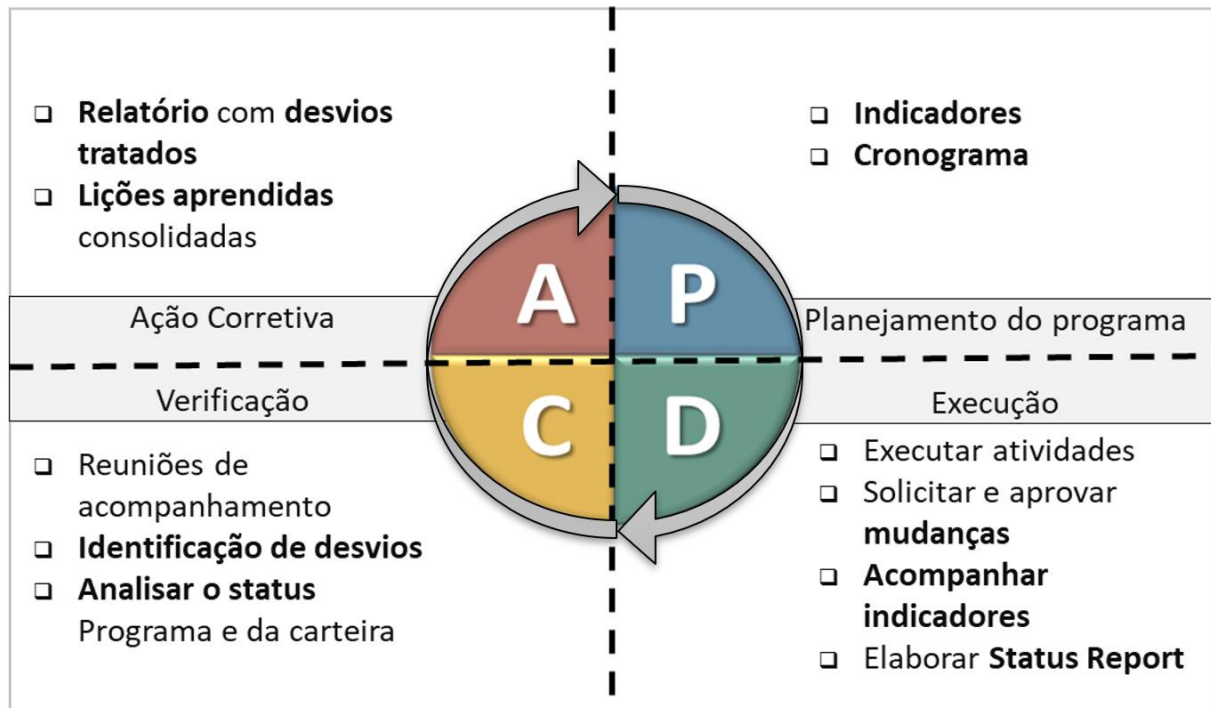 Relatório com desvios
tratados
Lições aprendidas
consolidadas
Indicadores
Cronograma
A
P
Ação Corretiva
Planejamento do programa
Verificação
Execução
C
D
Reuniões de
acompanhamento
Identificação de desvios
Analisar o status
Programa e da carteira
Executar atividades
Solicitar e aprovar
mudanças
Acompanhar
indicadores
Elaborar Status Report